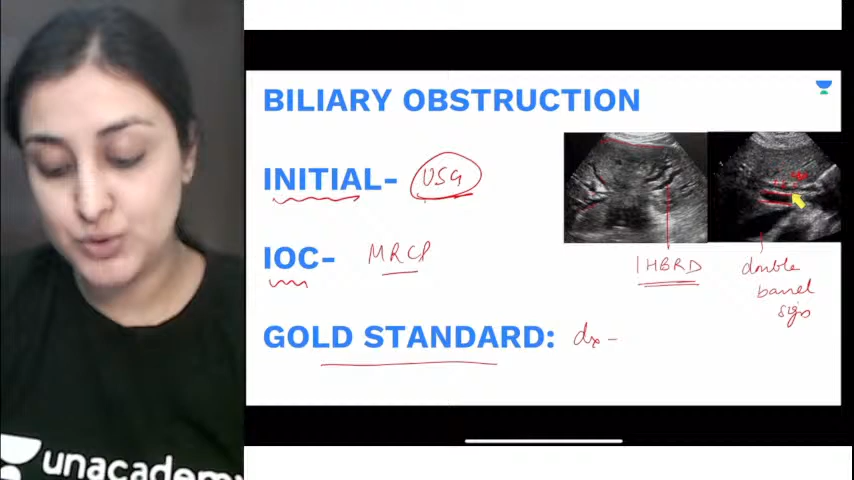 BILIARY OBSTRUCTION
INITIAL- USG
IOC- MRCP
IHBRD
double
barrel
sign
GOLD STANDARD: dx -
unacademy